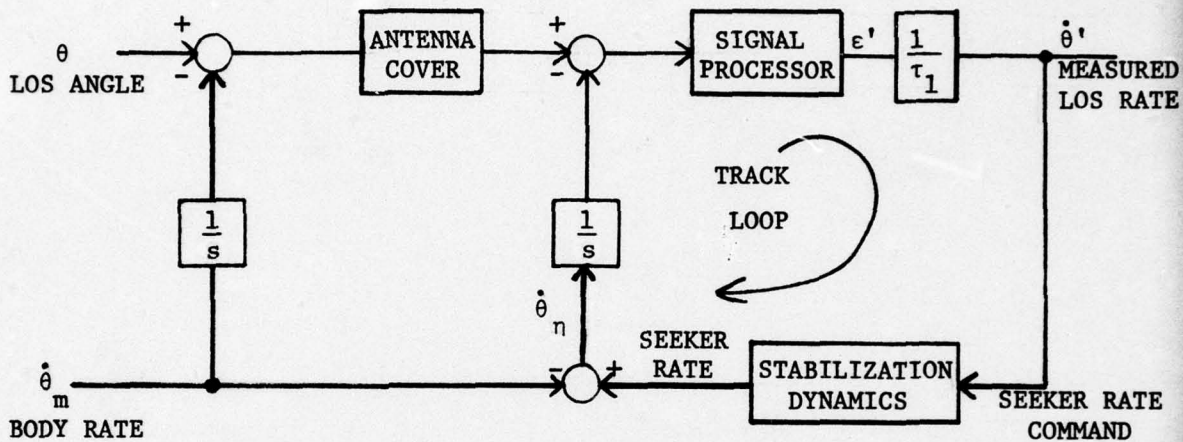 +
θ
LOS ANGLE
-
ANTENNA
COVER
+
-
SIGNAL
PROCESSOR
ε'
1
τ1
θ̇'
MEASURED
LOS RATE
1
s
1
s
TRACK
LOOP
θ̇η
SEEKER
RATE
-
+
STABILIZATION
DYNAMICS
SEEKER RATE
COMMAND
θ̇m
BODY RATE